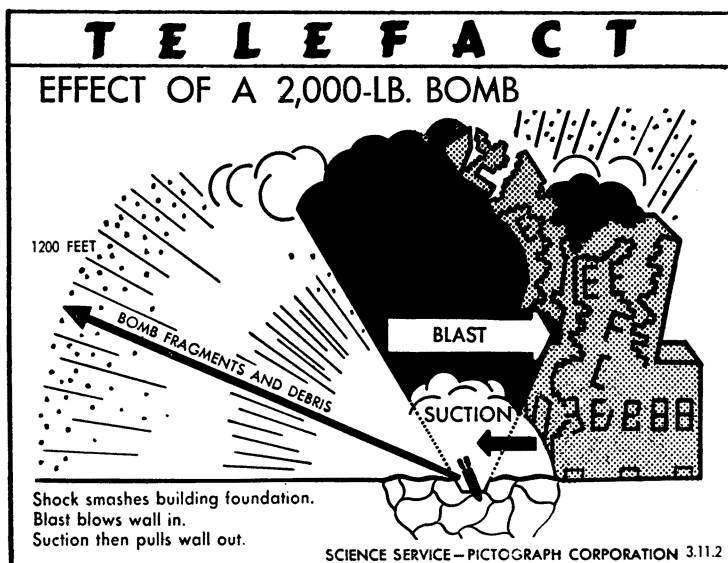 TELEFACT
EFFECT OF A 2,000-LB. BOMB
1200 FEET
BOMB FRAGMENTS AND DEBRIS
BLAST
SUCTION
Shock smashes building foundation.
Blast blows wall in.
Suction then pulls wall out.
SCIENCE SERVICE — PICTOGRAPH CORPORATION 3.11.2